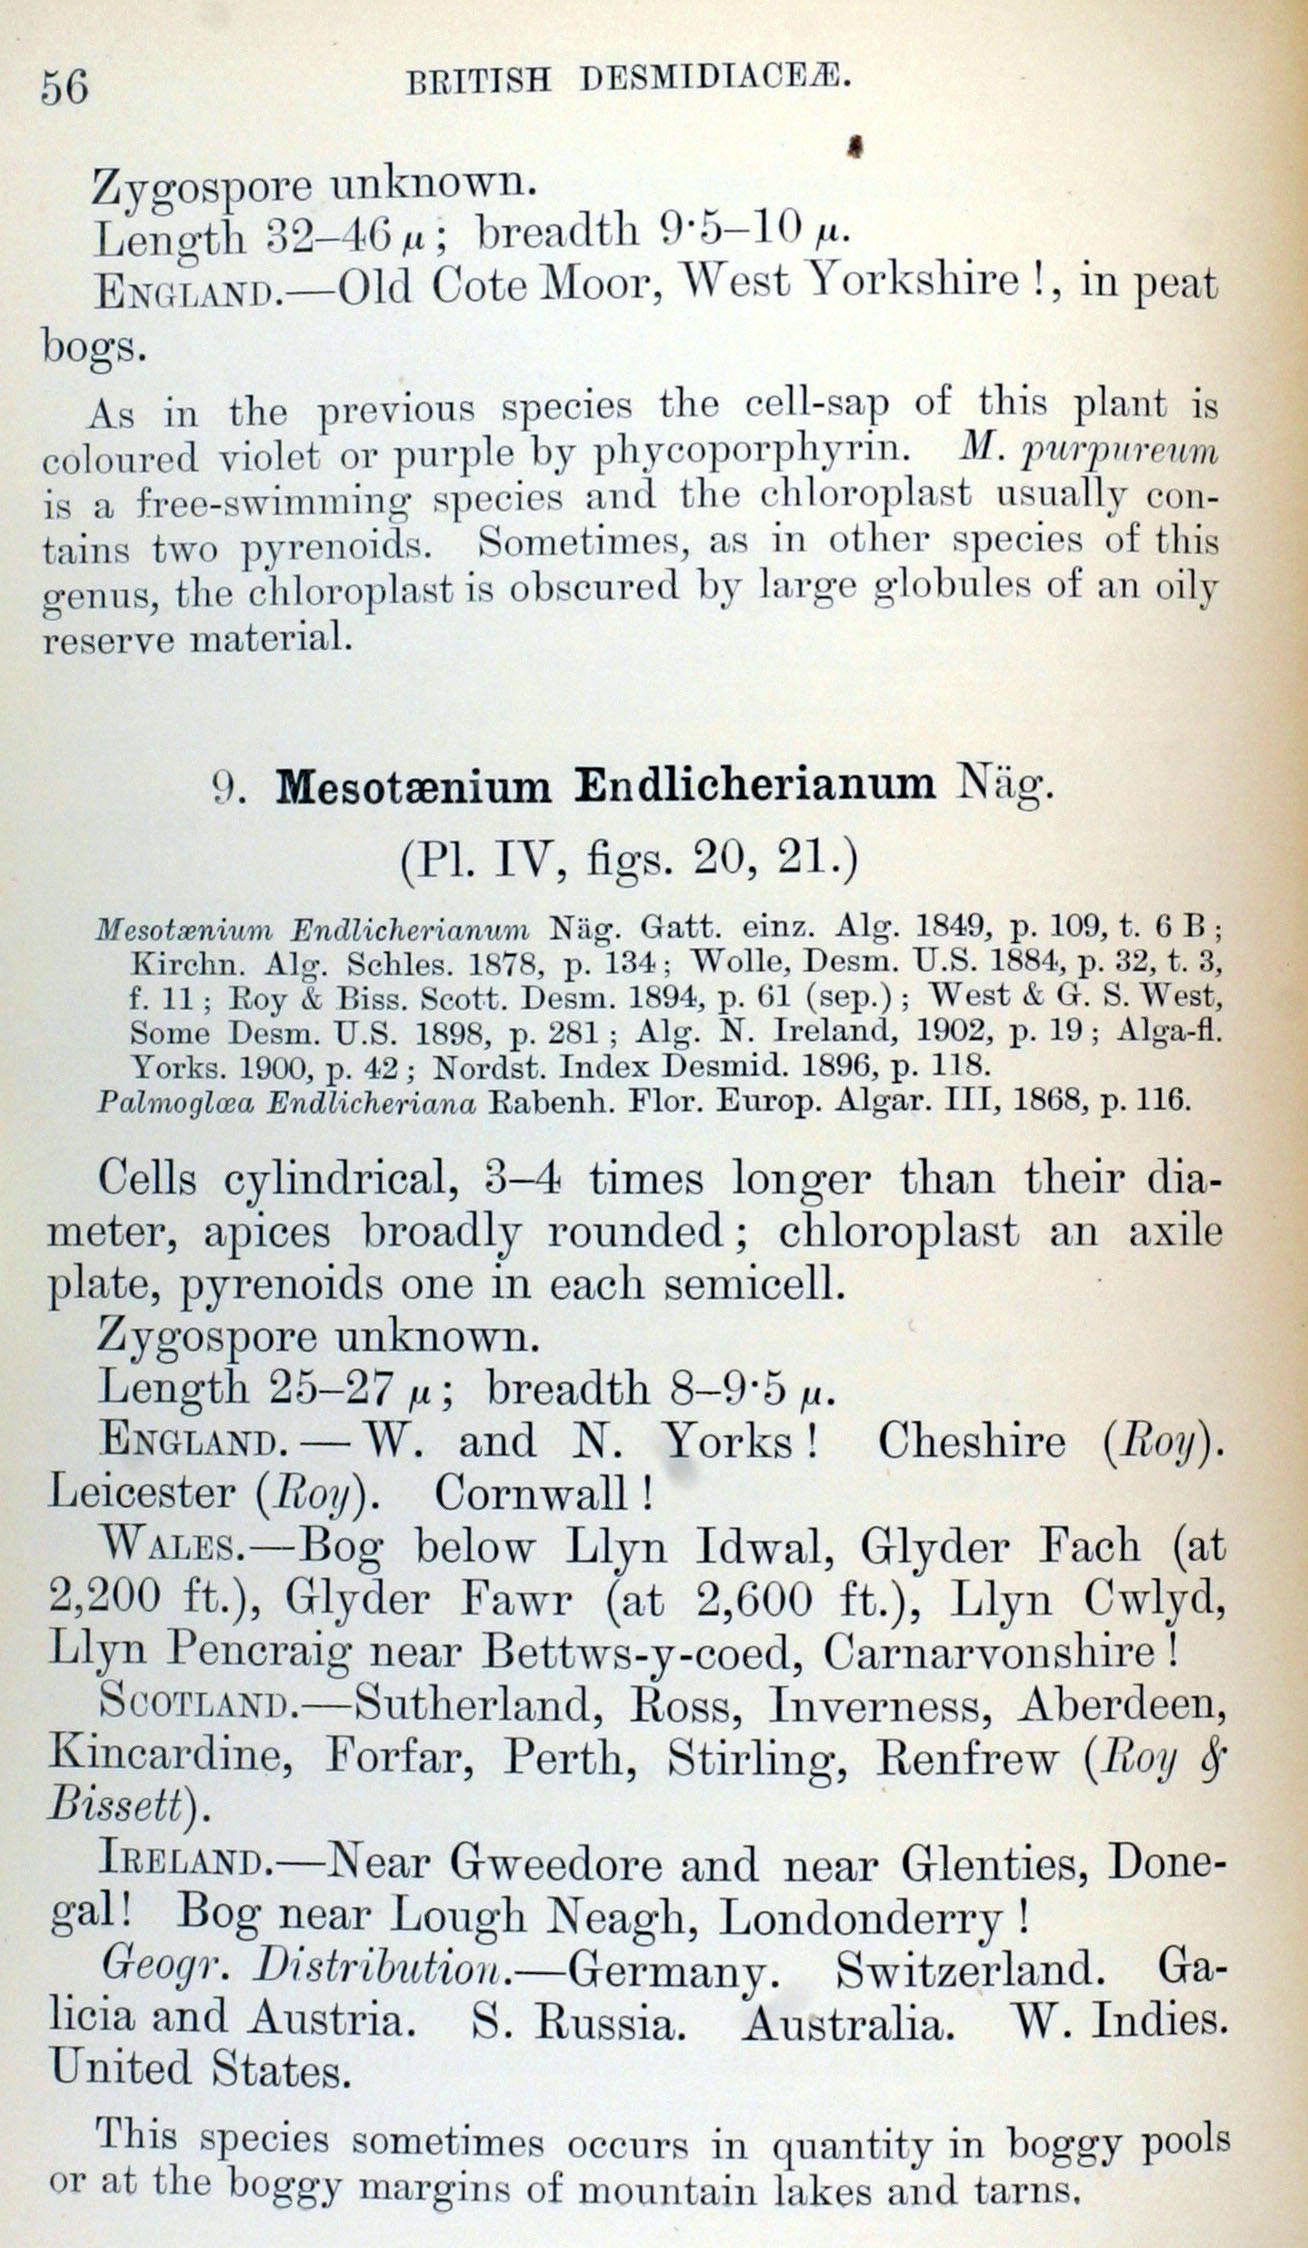 56
BRITISH DESMIDIACEÆ.
Zygospore unknown.
Length 32–46 µ; breadth 9·5–10 µ.
ENGLAND.—Old Cote Moor, West Yorkshire !, in peat
bogs.
As in the previous species the cell-sap of this plant is
coloured violet or purple by phycoporphyrin. M. purpureum
is a free-swimming species and the chloroplast usually con-
tains two pyrenoids. Sometimes, as in other species of this
genus, the chloroplast is obscured by large globules of an oily
reserve material.
9. Mesotænium Endlicherianum Näg.
(Pl. IV, figs. 20, 21.)
Mesotænium Endlicherianum Näg. Gatt. einz. Alg. 1849, p. 109, t. 6 B ;
Kirchn. Alg. Schles. 1878, p. 134 ; Wolle, Desm. U.S. 1884, p. 32, t. 3,
f. 11 ; Roy & Biss. Scott. Desm. 1894, p. 61 (sep.) ; West & G. S. West,
Some Desm. U.S. 1898, p. 281 ; Alg. N. Ireland, 1902, p. 19 ; Alga-fl.
Yorks. 1900, p. 42 ; Nordst. Index Desmid. 1896, p. 118.
Palmoglœa Endlicheriana Rabenh. Flor. Europ. Algar. III, 1868, p. 116.
Cells cylindrical, 3–4 times longer than their dia-
meter, apices broadly rounded ; chloroplast an axile
plate, pyrenoids one in each semicell.
Zygospore unknown.
Length 25–27 µ ; breadth 8–9·5 µ.
ENGLAND. — W. and N. Yorks ! Cheshire (Roy).
Leicester (Roy). Cornwall !
WALES.—Bog below Llyn Idwal, Glyder Fach (at
2,200 ft.), Glyder Fawr (at 2,600 ft.), Llyn Cwlyd,
Llyn Pencraig near Bettws-y-coed, Carnarvonshire !
SCOTLAND.—Sutherland, Ross, Inverness, Aberdeen,
Kincardine, Forfar, Perth, Stirling, Renfrew (Roy &
Bissett).
IRELAND.—Near Gweedore and near Glenties, Done-
gal! Bog near Lough Neagh, Londonderry !
Geogr. Distribution.—Germany. Switzerland. Ga-
licia and Austria. S. Russia. Australia. W. Indies.
United States.
This species sometimes occurs in quantity in boggy pools
or at the boggy margins of mountain lakes and tarns.